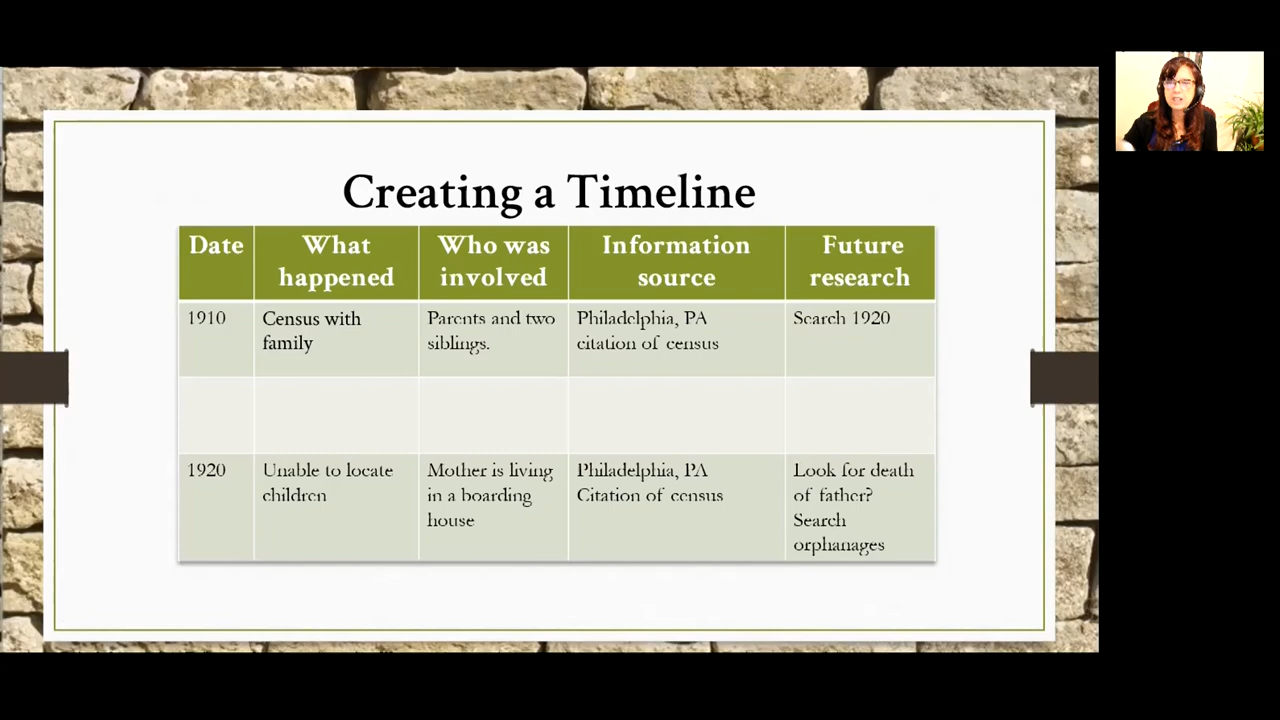 Creating a Timeline
Date
What
happened
Who was
involved
Information
source
Future
research
1910
Census with
family
Parents and two
siblings.
Philadelphia, PA
citation of census
Search 1920
1920
Unable to locate
children
Mother is living
in a boarding
house
Philadelphia, PA
Citation of census
Look for death
of father?
Search
orphanages